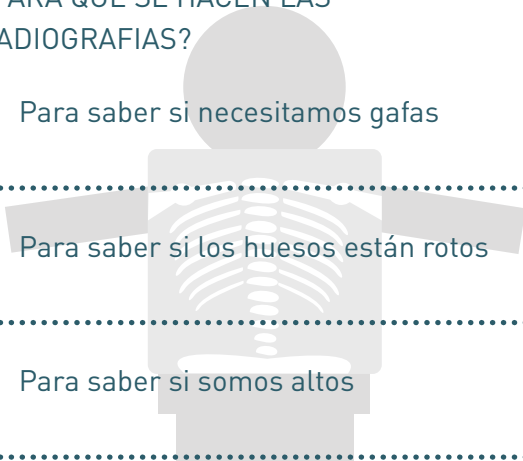 PARA QUE SE HACEN LAS
ADIOGRAFIAS?
Para saber si necesitamos gafas
Para saber si los huesos están rotos
Para saber si somos altos